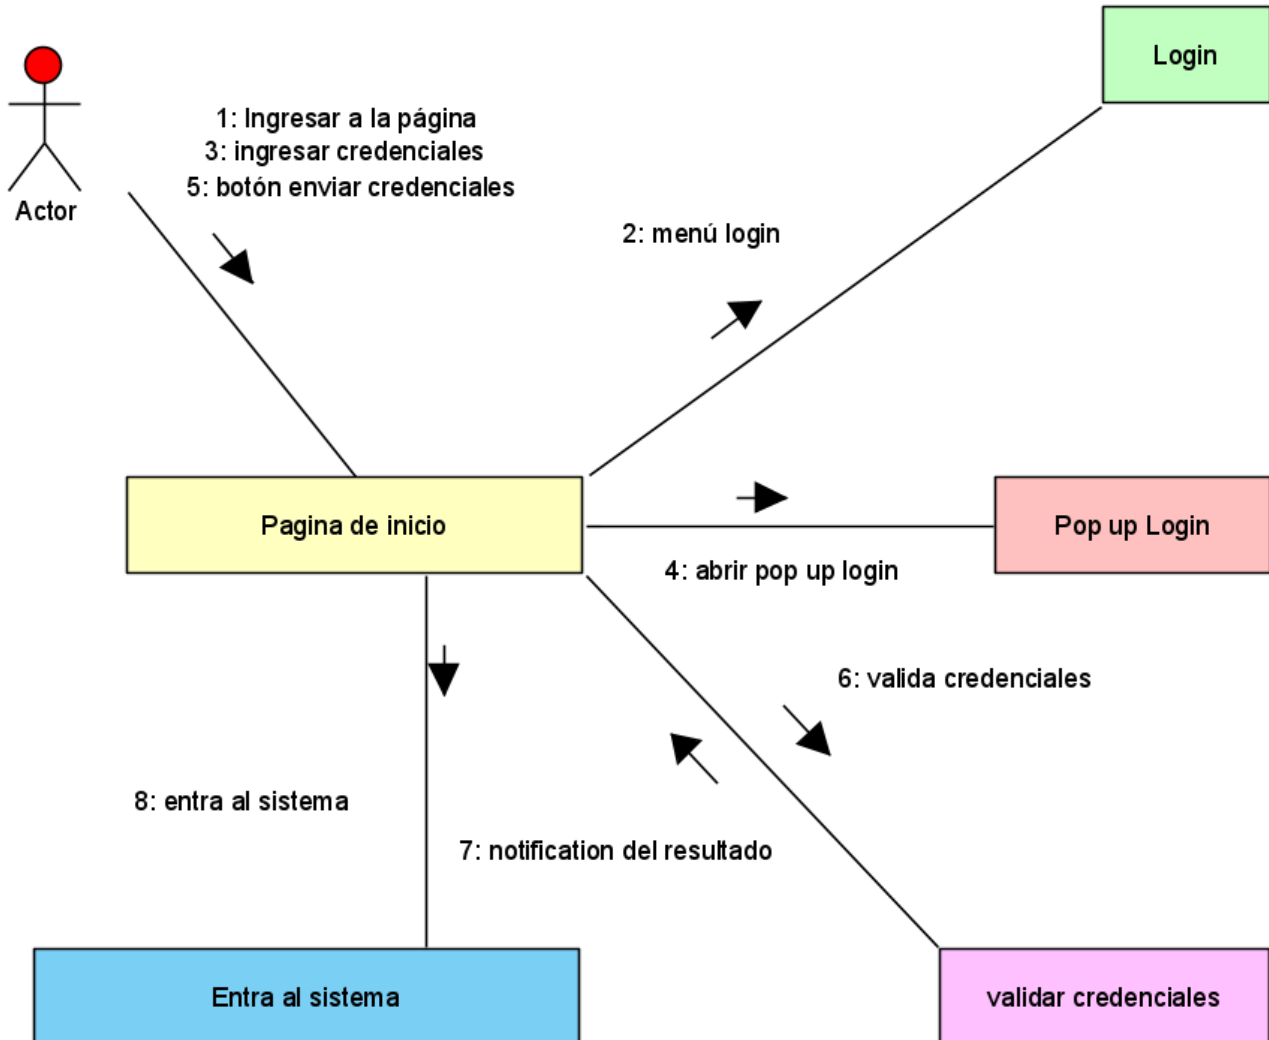 Login
1: Ingresar a la página
3: ingresar credenciales
5: botón enviar credenciales
Actor
2: menú login
Pagina de inicio
Pop up Login
4: abrir pop up login
6: valida credenciales
8: entra al sistema
7: notification del resultado
Entra al sistema
validar credenciales